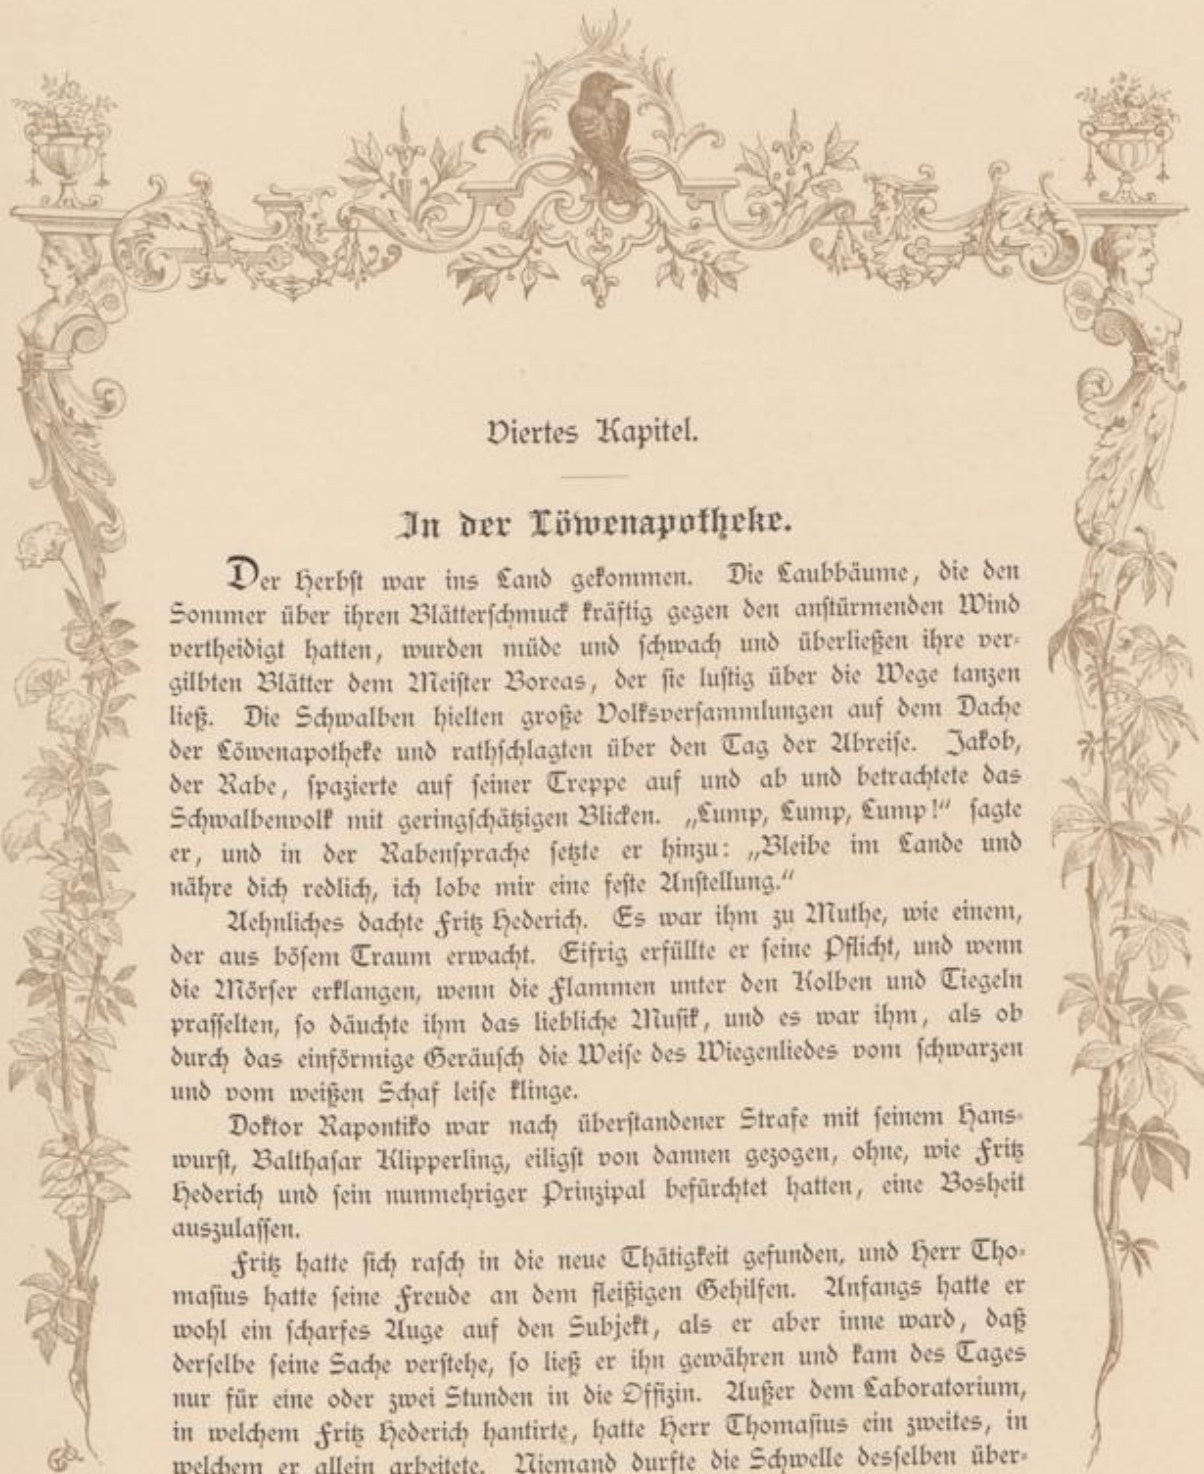 Viertes Kapitel.
In der Löwenapotheke.
Der Herbst war ins Land gekommen. Die Laubbäume, die den
Sommer über ihren Blätterschmuck kräftig gegen den anstürmenden Wind
vertheidigt hatten, wurden müde und schwach und überließen ihre ver-
gilbten Blätter dem Meister Boreas, der sie lustig über die Wege tanzen
ließ. Die Schwalben hielten große Volksversammlungen auf dem Dache
der Löwenapotheke und rathschlagten über den Tag der Abreise. Jakob,
der Rabe, spazierte auf seiner Treppe auf und ab und betrachtete das
Schwalbenvolk mit geringschätzigen Blicken. „Lump, Lump, Lump!“ sagte
er, und in der Rabensprache setzte er hinzu: „Bleibe im Lande und
nähre dich redlich, ich lobe mir eine feste Anstellung.“
Aehnliches dachte Fritz Hederich. Es war ihm zu Muthe, wie einem,
der aus bösem Traum erwacht. Eifrig erfüllte er seine Pflicht, und wenn
die Mörser erklangen, wenn die Flammen unter den Kolben und Tiegeln
prasselten, so däuchte ihm das liebliche Musik, und es war ihm, als ob
durch das einförmige Geräusch die Weise des Wiegenliedes vom schwarzen
und vom weißen Schaf leise klinge.
Doktor Rapontiko war nach überstandener Strafe mit seinem Hans-
wurst, Balthasar Klipperling, eiligst von dannen gezogen, ohne, wie Fritz
Hederich und sein nunmehriger Prinzipal befürchtet hatten, eine Bosheit
auszulassen.
Fritz hatte sich rasch in die neue Thätigkeit gefunden, und Herr Tho-
masius hatte seine Freude an dem fleißigen Gehilfen. Anfangs hatte er
wohl ein scharfes Auge auf den Subjekt, als er aber inne ward, daß
derselbe seine Sache verstehe, so ließ er ihn gewähren und kam des Tages
nur für eine oder zwei Stunden in die Offizin. Außer dem Laboratorium,
in welchem Fritz Hederich hantirte, hatte Herr Thomasius ein zweites, in
welchem er allein arbeitete. Niemand durfte die Schwelle desselben über-